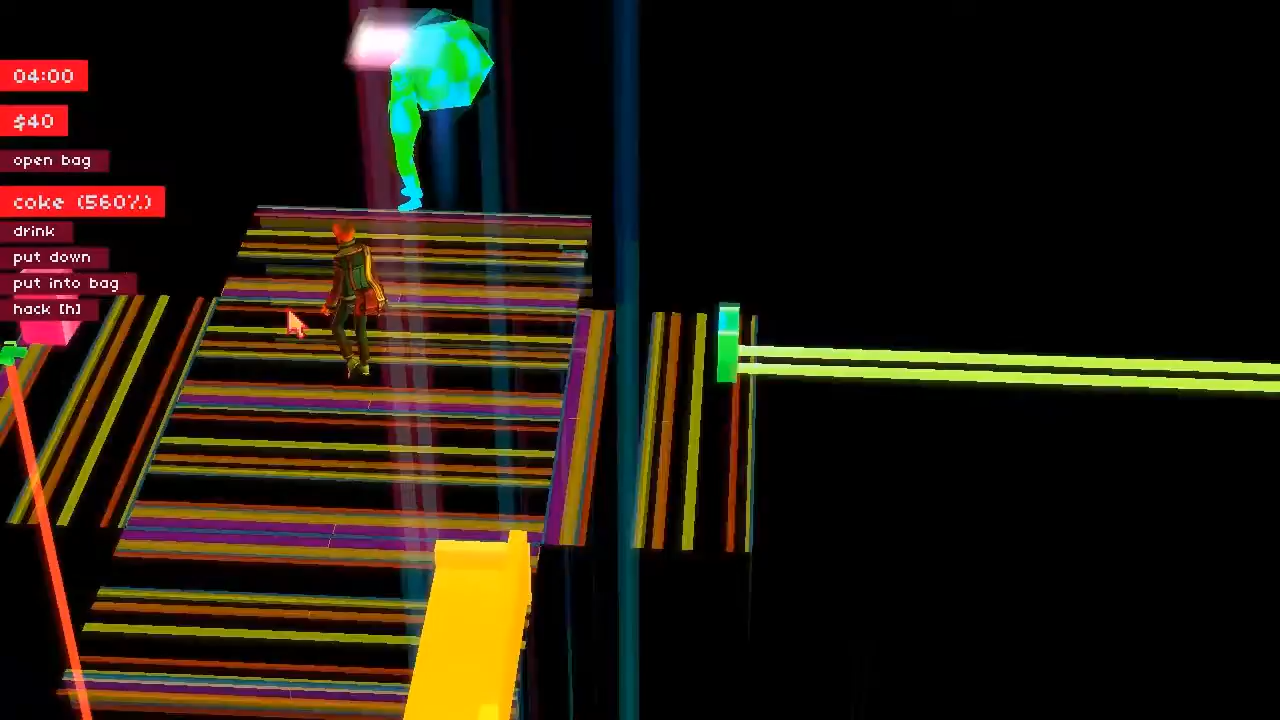 04:00
$40
open bag
coke (560%)
drink
put down
put into bag
hack [h]